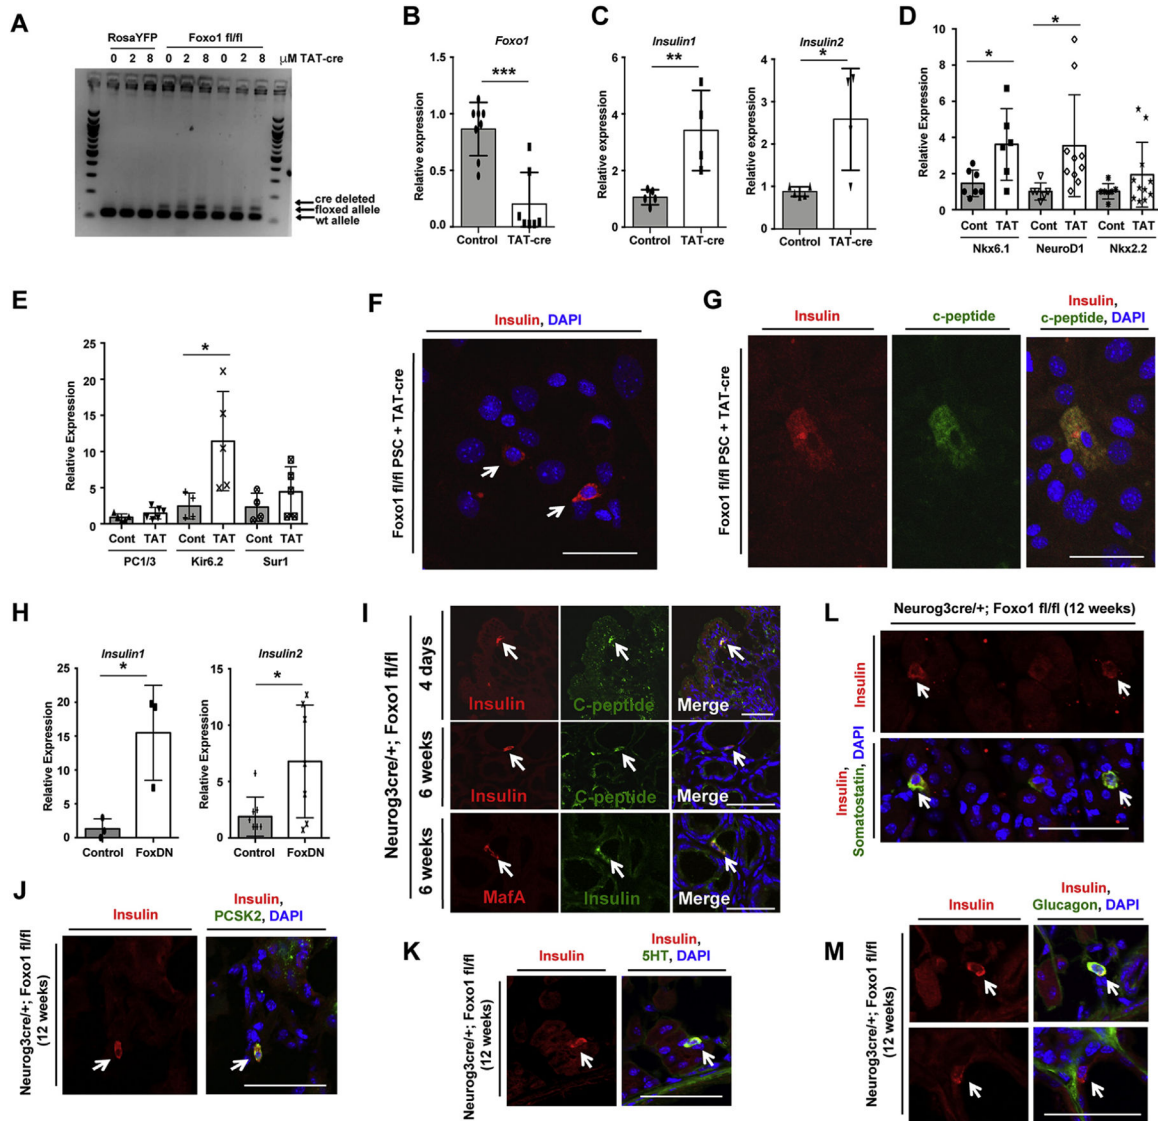 A
RosaYFP Foxo1 fl/fl
0 2 8 0 2 8 0 2 8 μM TAT-cre
cre deleted
floxed allele
wt allele
B
Foxo1
***
Relative expression
1.5
1.0
0.5
0.0
Control TAT-cre
C
Insulin1
**
Relative expression
6
4
2
0
Control TAT-cre
Insulin2
*
Relative expression
4
3
2
1
0
Control TAT-cre
D
*
*
Relative expression
10
8
6
4
2
0
Cont TAT Cont TAT Cont TAT
Nkx6.1 NeuroD1 Nkx2.2
E
*
Relative Expression
25
20
15
10
5
0
Cont TAT Cont TAT Cont TAT
PC1/3 Kir6.2 Sur1
F
Insulin, DAPI
Foxo1 fl/fl PSC + TAT-cre
G
Insulin
c-peptide
Insulin,
c-peptide, DAPI
Foxo1 fl/fl PSC + TAT-cre
H
Insulin1
*
Relative Expression
25
20
15
10
5
0
Control FoxDN
Insulin2
*
Relative Expression
15
10
5
0
Control FoxDN
I
Neurog3cre/+; Foxo1 fl/fl
4 days
Insulin C-peptide Merge
6 weeks
Insulin C-peptide Merge
6 weeks
MafA Insulin Merge
L
Neurog3cre/+; Foxo1 fl/fl (12 weeks)
Insulin
Insulin,
Somatostatin, DAPI
J
Insulin
Insulin,
PCSK2, DAPI
Neurog3cre/+; Foxo1 fl/fl
(12 weeks)
K
Insulin
Insulin,
5HT, DAPI
Neurog3cre/+; Foxo1 fl/fl
(12 weeks)
M
Insulin
Insulin,
Glucagon, DAPI
Neurog3cre/+; Foxo1 fl/fl
(12 weeks)